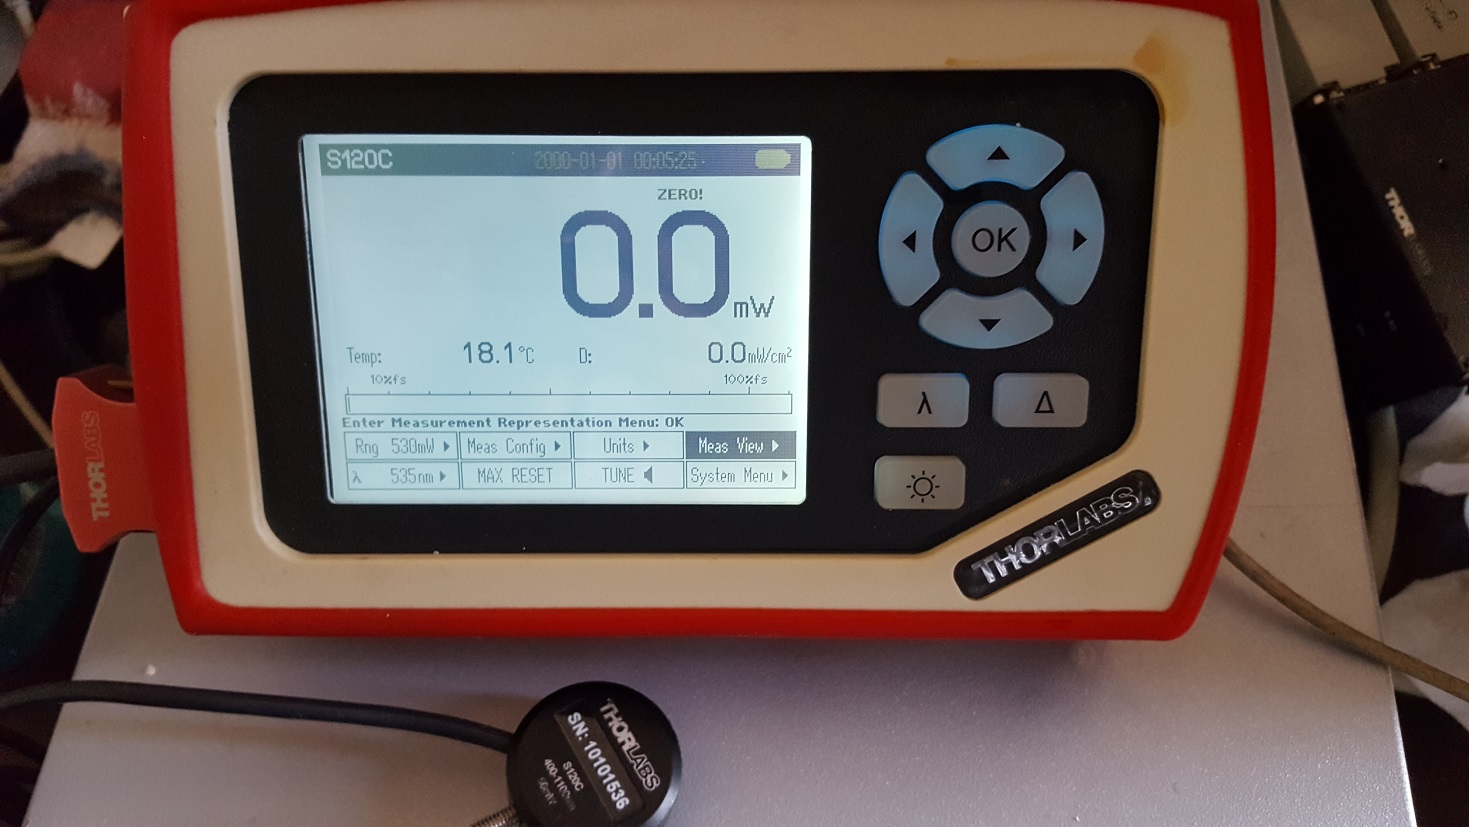 S120C 2000-01-01 00:05:25
ZERO!
0.0 mW
Temp: 18.1°C D: 0.0mW/cm²
10%fs 100%fs
Enter Measurement Representation Menu: OK
Rng 530mW Meas Config Units Meas View
λ 535nm MAX RESET TUNE System Menu
OK
λ Δ
THORLABS
THORLABS
THOR
THORLABS
SN: 10101536
S120C